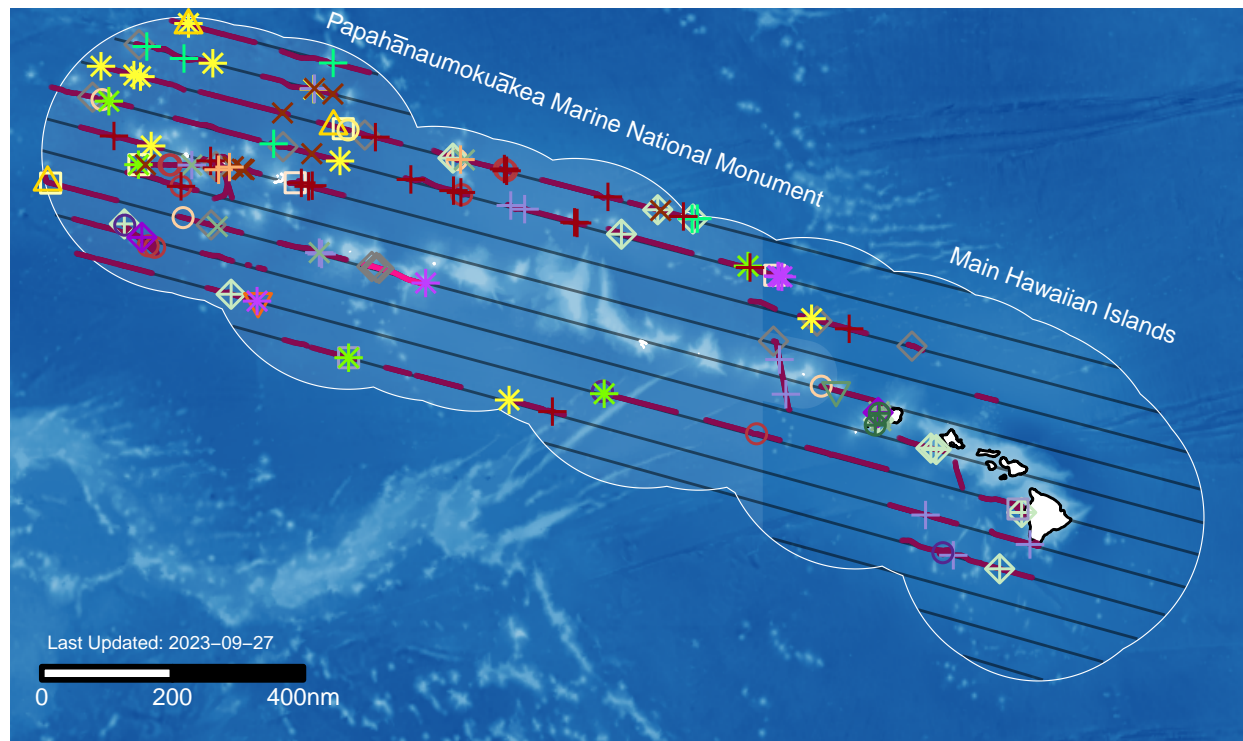 Papahānaumokuākea Marine National Monument
Main Hawaiian Islands
Last Updated: 2023−09−27
0 200 400nm